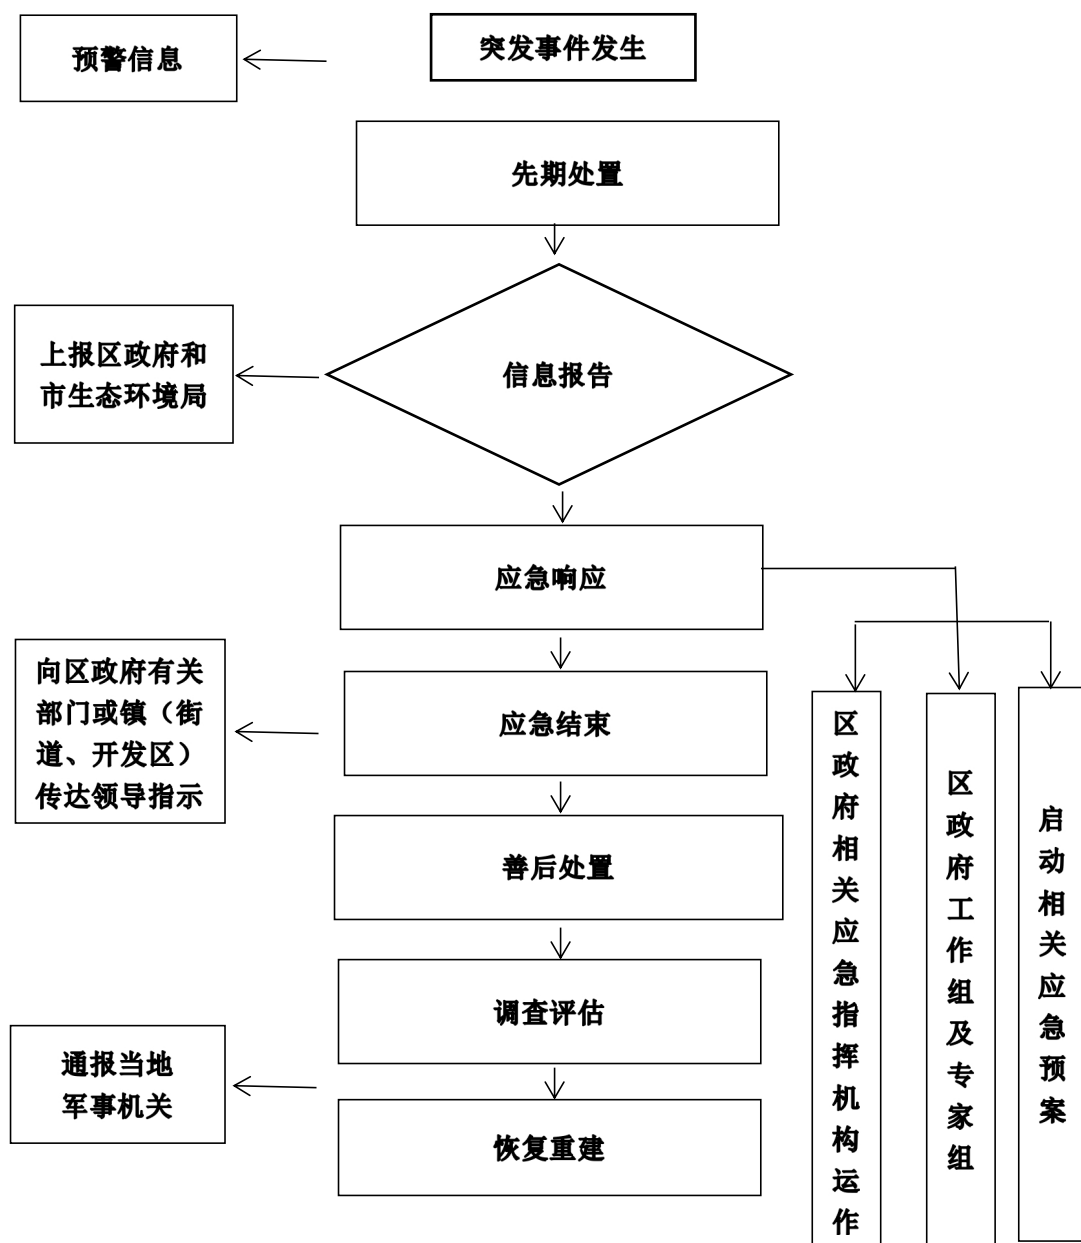 预警信息
突发事件发生
先期处置
上报区政府和
市生态环境局
信息报告
应急响应
向区政府有关
部门或镇（街
道、开发区）
传达领导指示
应急结束
善后处置
调查评估
通报当地
军事机关
恢复重建
区政府相关应急指挥机构运作
区政府工作组及专家组
启动相关应急预案